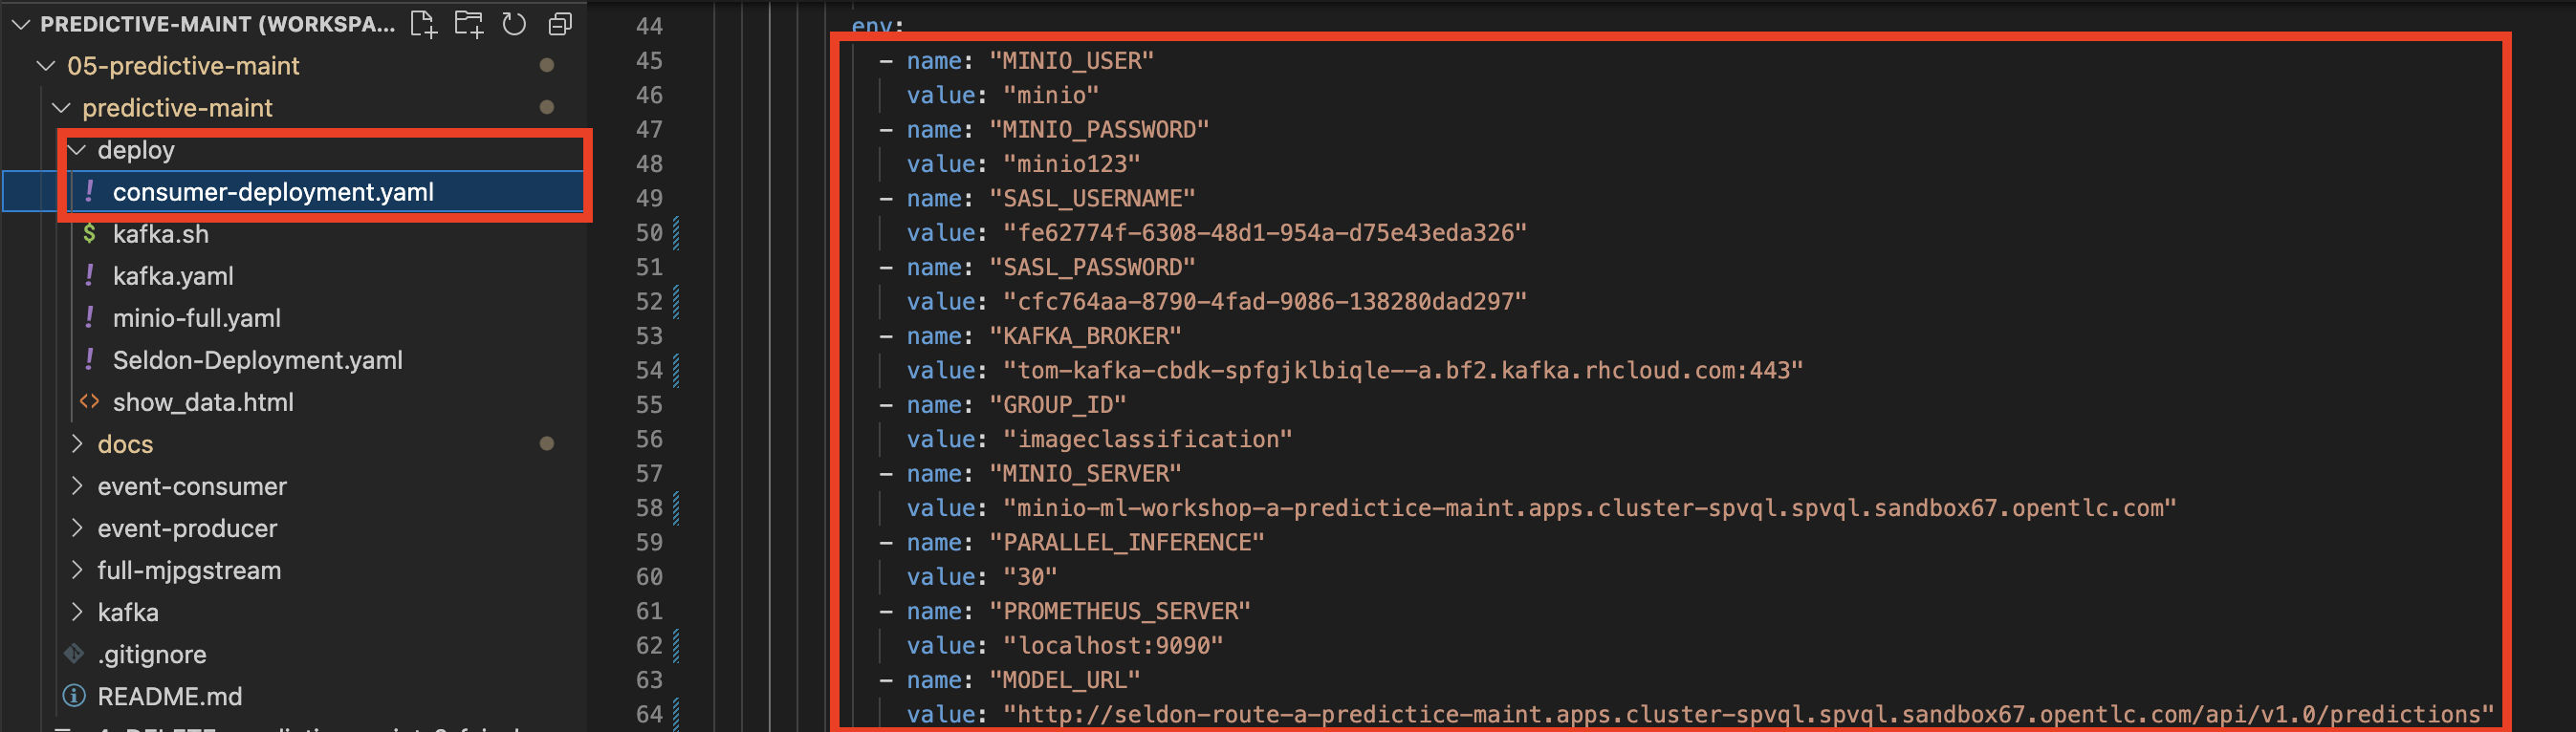 PREDICTIVE-MAINT (WORKSPA...
05-predictive-maint
predictive-maint
deploy
! consumer-deployment.yaml
$ kafka.sh
! kafka.yaml
! minio-full.yaml
! Seldon-Deployment.yaml
<> show_data.html
docs
event-consumer
event-producer
full-mjpgstream
kafka
.gitignore
README.md
44 env:
45 - name: "MINIO_USER"
46 value: "minio"
47 - name: "MINIO_PASSWORD"
48 value: "minio123"
49 - name: "SASL_USERNAME"
50 value: "fe62774f-6308-48d1-954a-d75e43eda326"
51 - name: "SASL_PASSWORD"
52 value: "cfc764aa-8790-4fad-9086-138280dad297"
53 - name: "KAFKA_BROKER"
54 value: "tom-kafka-cbdk-spfgjklbiqle--a.bf2.kafka.rhcloud.com:443"
55 - name: "GROUP_ID"
56 value: "imageclassification"
57 - name: "MINIO_SERVER"
58 value: "minio-ml-workshop-a-predictice-maint.apps.cluster-spvql.spvql.sandbox67.opentlc.com"
59 - name: "PARALLEL_INFERENCE"
60 value: "30"
61 - name: "PROMETHEUS_SERVER"
62 value: "localhost:9090"
63 - name: "MODEL_URL"
64 value: "http://seldon-route-a-predictice-maint.apps.cluster-spvql.spvql.sandbox67.opentlc.com/api/v1.0/predictions"